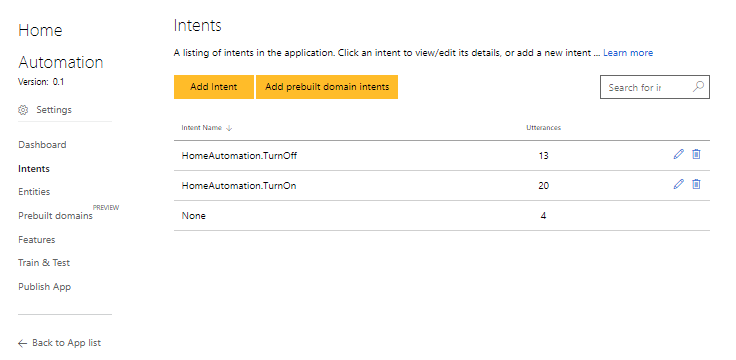 Home
Automation
Version: 0.1
Settings
Dashboard
Intents
Entities
Prebuilt domains PREVIEW
Features
Train & Test
Publish App
Back to App list
Intents
A listing of intents in the application. Click an intent to view/edit its details, or add a new intent ... Learn more
Add Intent Add prebuilt domain intents Search for ir
Intent Name Utterances
HomeAutomation.TurnOff 13
HomeAutomation.TurnOn 20
None 4